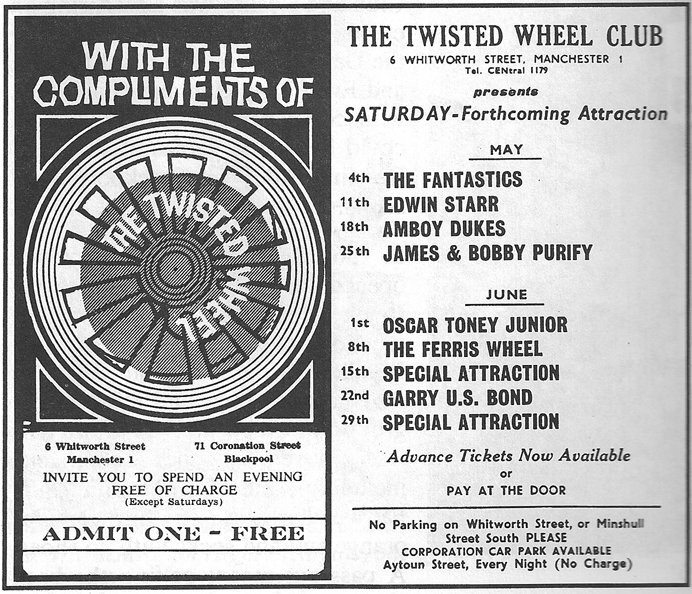 WITH THE
COMPLIMENTS OF
THE TWISTED WHEEL
6 Whitworth Street
Manchester 1
71 Coronation Street
Blackpool
INVITE YOU TO SPEND AN EVENING
FREE OF CHARGE
(Except Saturdays)
ADMIT ONE - FREE
THE TWISTED WHEEL CLUB
6 WHITWORTH STREET, MANCHESTER 1
Tel. CENtral 1179
presents
SATURDAY-Forthcoming Attraction
MAY
4th THE FANTASTICS
11th EDWIN STARR
18th AMBOY DUKES
25th JAMES & BOBBY PURIFY
JUNE
1st OSCAR TONEY JUNIOR
8th THE FERRIS WHEEL
15th SPECIAL ATTRACTION
22nd GARRY U.S. BOND
29th SPECIAL ATTRACTION
Advance Tickets Now Available
or
PAY AT THE DOOR
No Parking on Whitworth Street, or Minshull
Street South PLEASE
CORPORATION CAR PARK AVAILABLE
Aytoun Street, Every Night (No Charge)